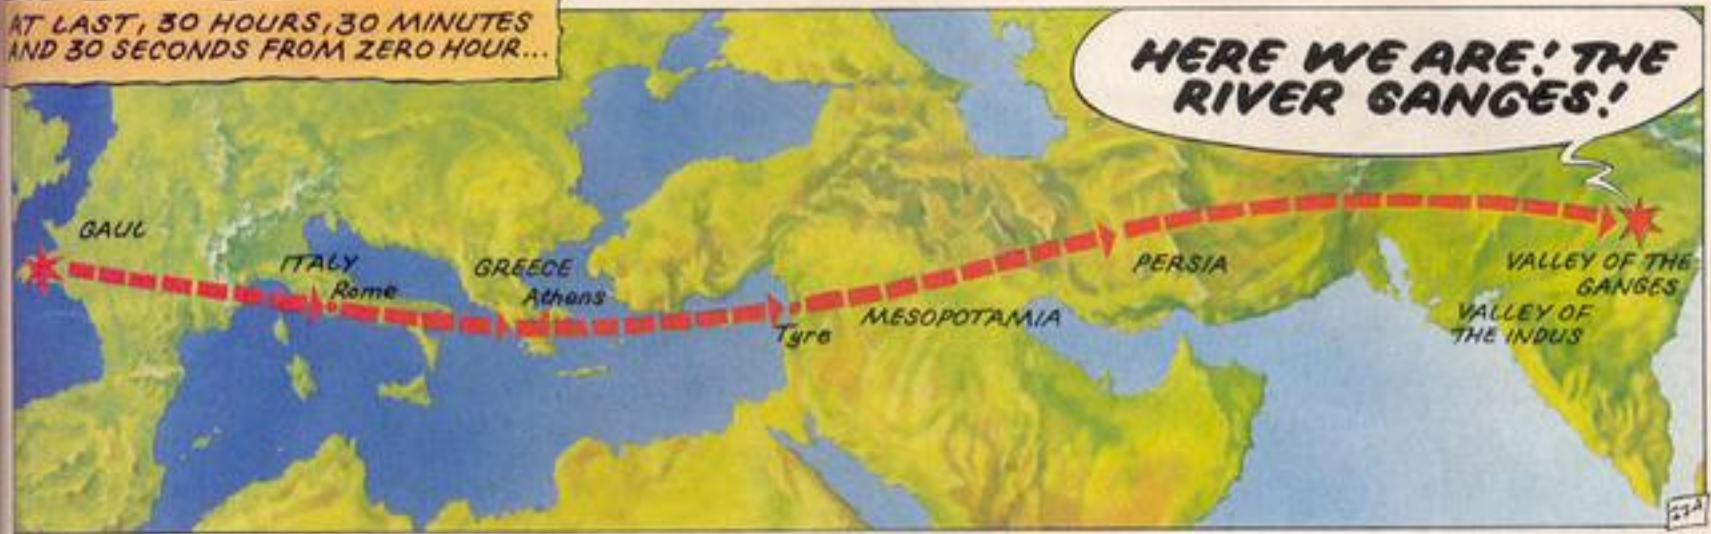 AT LAST, 30 HOURS, 30 MINUTES
AND 30 SECONDS FROM ZERO HOUR...
HERE WE ARE! THE
RIVER GANGES!
GAUL
ITALY
Rome
GREECE
Athens
Tyre
MESOPOTAMIA
PERSIA
VALLEY OF THE
GANGES
VALLEY OF
THE INDUS